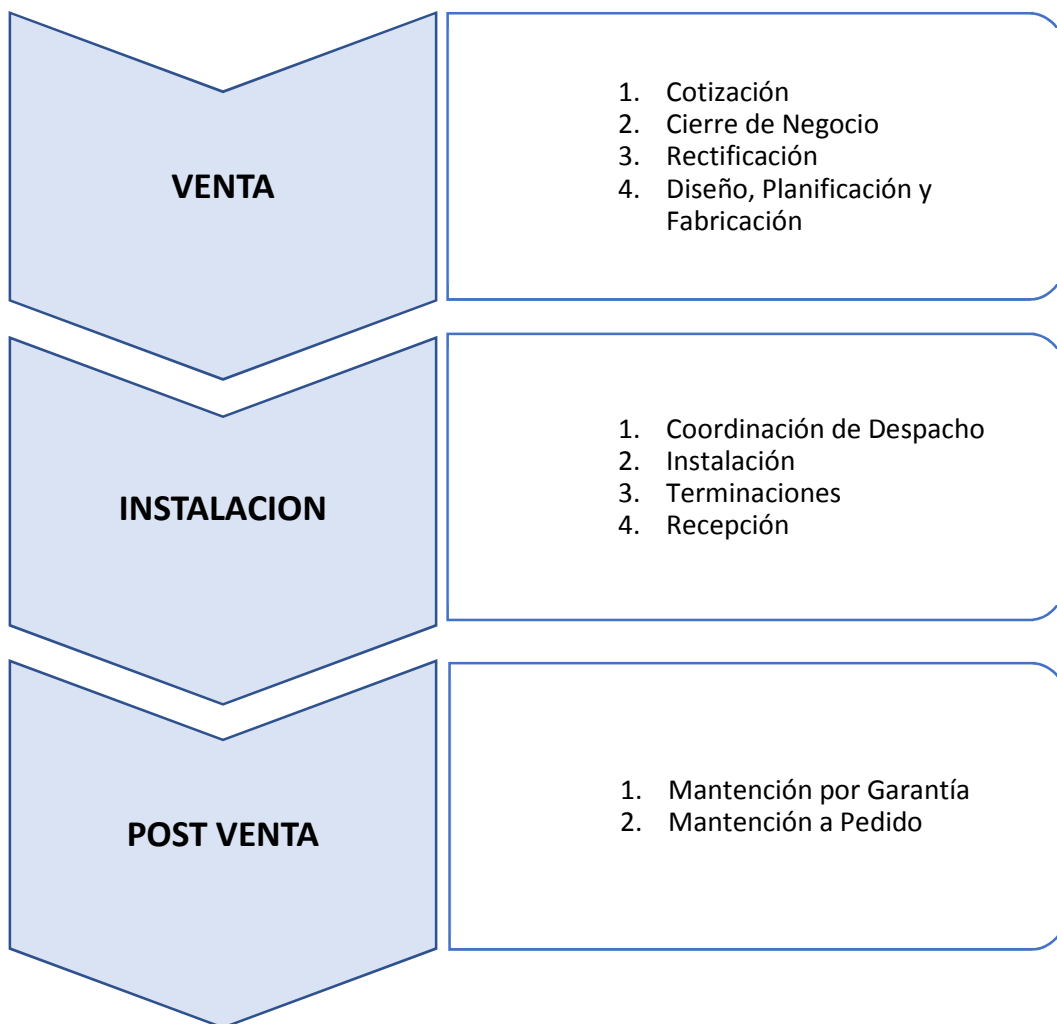 VENTA
1. Cotización
2. Cierre de Negocio
3. Rectificación
4. Diseño, Planificación y
Fabricación
INSTALACION
1. Coordinación de Despacho
2. Instalación
3. Terminaciones
4. Recepción
POST VENTA
1. Mantención por Garantía
2. Mantención a Pedido